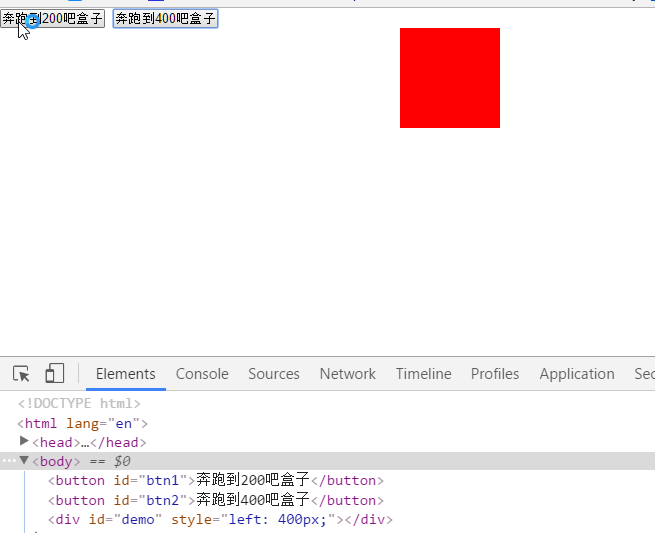 奔跑到200吧盒子 奔跑到400吧盒子
Elements Console Sources Network Timeline Profiles Application Sec
<!DOCTYPE html>
<html lang="en">
<head>…</head>
<body> == $0
<button id="btn1">奔跑到200吧盒子</button>
<button id="btn2">奔跑到400吧盒子</button>
<div id="demo" style="left: 400px;"></div>